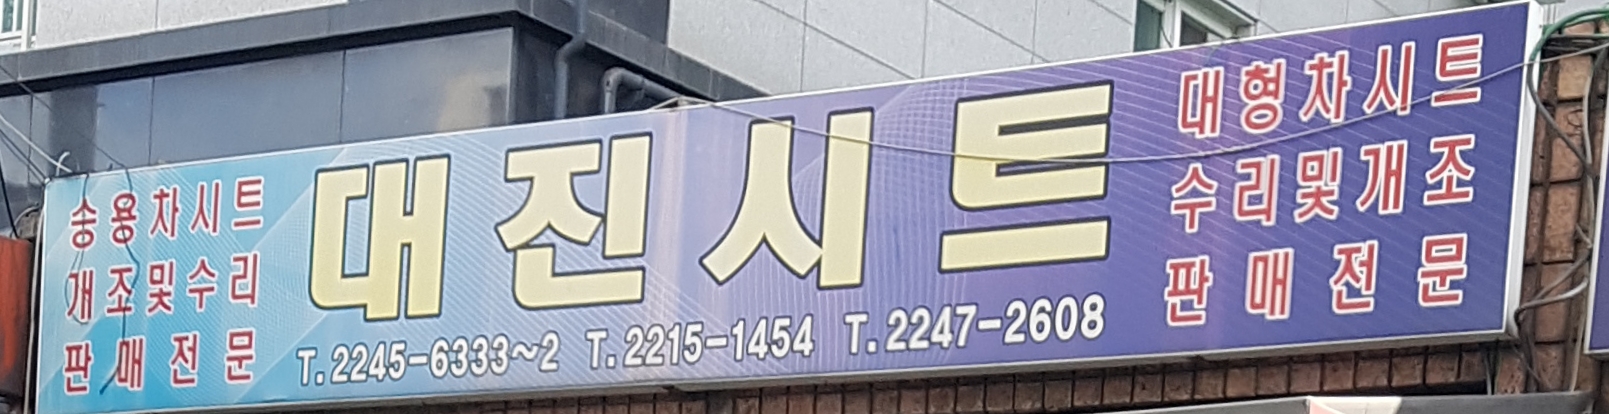 승용차시트
개조및수리
판매전문
대진시트
T.2245-6333~2 T.2215-1454 T.2247-2608
대형차시트
수리및개조
판매전문